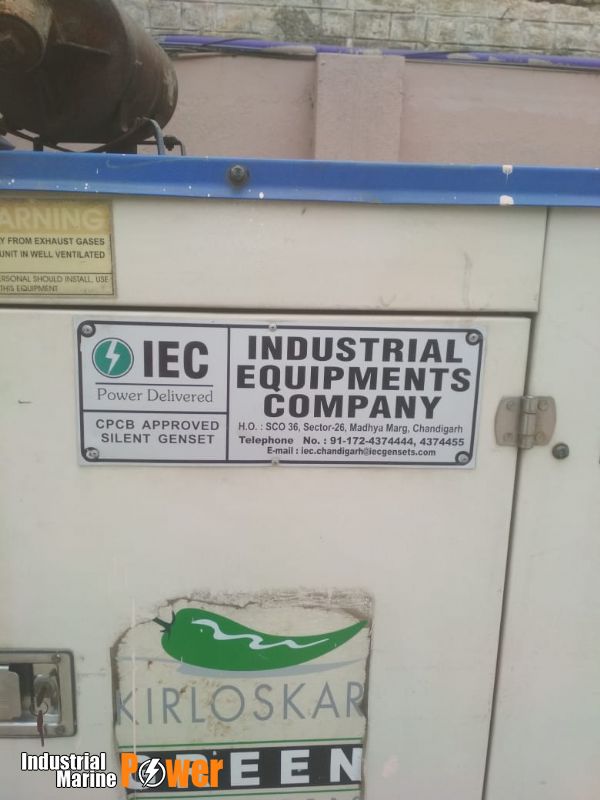 ARNING
Y FROM EXHAUST GASES
UNIT IN WELL VENTILATED
ERSONAL SHOULD INSTALL, USE
THIS EQUIPMENT
IEC
Power Delivered
CPCB APPROVED
SILENT GENSET
INDUSTRIAL
EQUIPMENTS
COMPANY
H.O. : SCO 36, Sector-26, Madhya Marg, Chandigarh
Telephone No. : 91-172-4374444, 4374455
E-mail : iec.chandigarh@iecgensets.com
KIRLOSKAR
GREEN
Industrial
Marine Power